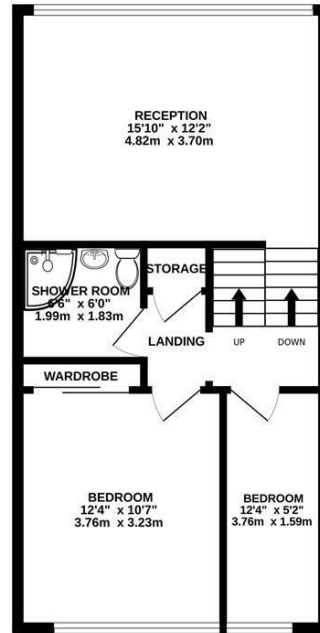 RECEPTION
15'10" x 12'2"
4.82m x 3.70m
STORAGE
SHOWER ROOM
6'6" x 6'0"
1.99m x 1.83m
LANDING
UP
DOWN
WARDROBE
BEDROOM
12'4" x 10'7"
3.76m x 3.23m
BEDROOM
12'4" x 5'2"
3.76m x 1.59m